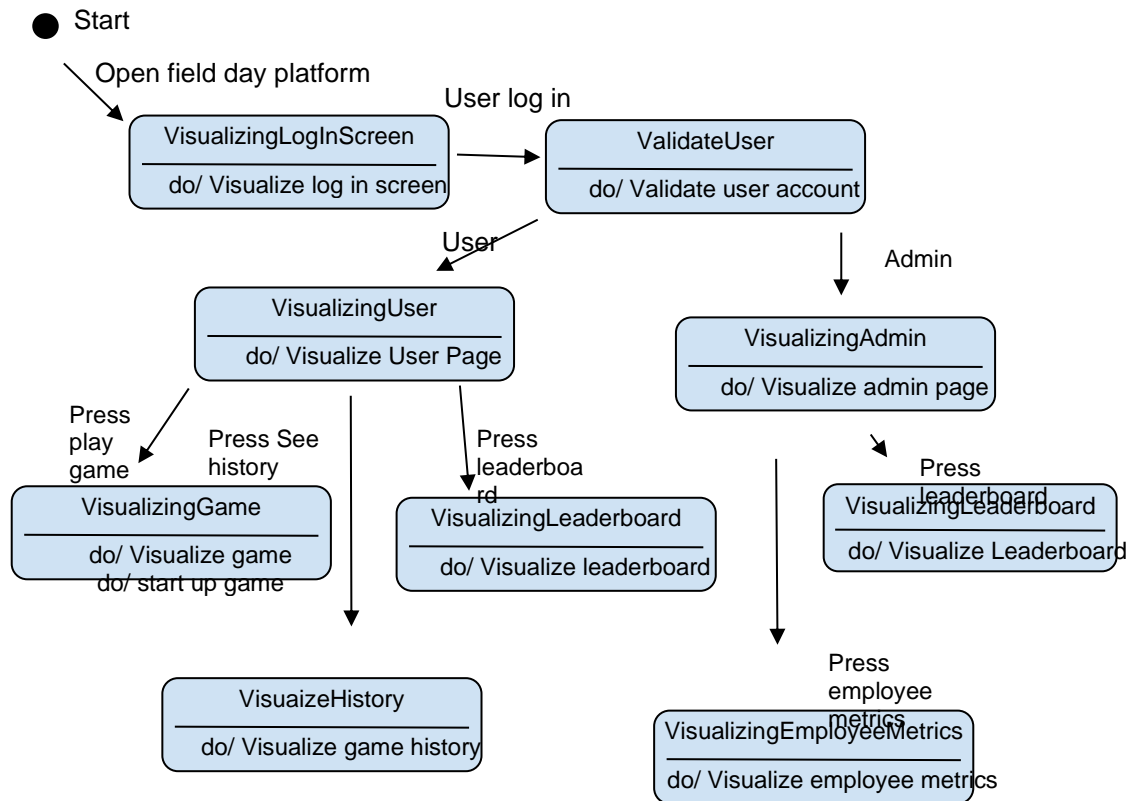 Start
Open field day platform
User log in
VisualizingLogInScreen
do/ Visualize log in screen
ValidateUser
do/ Validate user account
User
Admin
VisualizingUser
do/ Visualize User Page
VisualizingAdmin
do/ Visualize admin page
Press
play
game
Press See
history
Press
leaderboa
rd
Press
leaderboard
VisualizingGame
do/ Visualize game
do/ start up game
VisualizingLeaderboard
do/ Visualize leaderboard
VisualizingLeaderboard
do/ Visualize Leaderboard
Press
employee
metrics
VisuaizeHistory
do/ Visualize game history
VisualizingEmployeeMetrics
do/ Visualize employee metrics